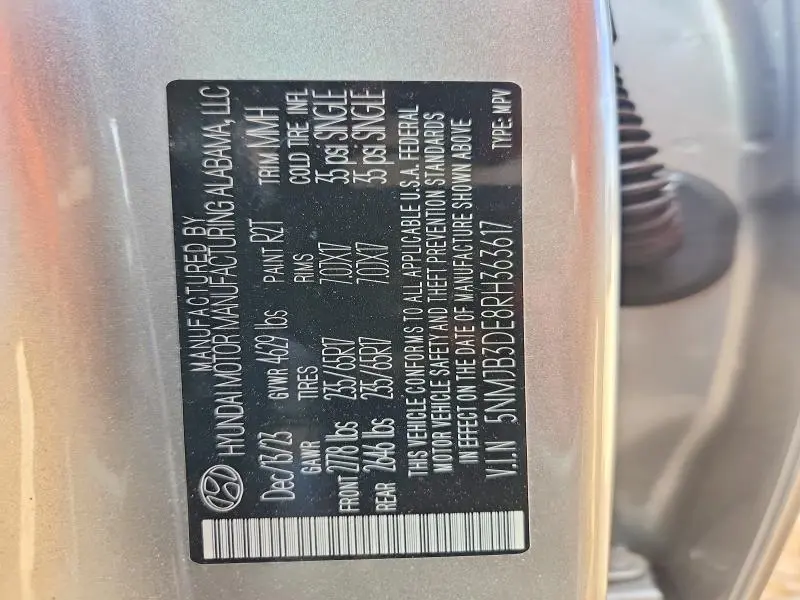 MANUFACTURED BY
HYUNDAI MOTOR MANUFACTURING ALABAMA, LLC
Dec/13/23 GVWR 4629 lbs PAINT R2T TRIM MMH
GAWR TIRES RIMS COLD TIRE INFL
FRONT 2778 lbs 235/65R17 7.0JX17 35 psi SINGLE
REAR 2646 lbs 235/65R17 7.0JX17 35 psi SINGLE
THIS VEHICLE CONFORMS TO ALL APPLICABLE U.S.A. FEDERAL
MOTOR VEHICLE SAFETY AND THEFT PREVENTION STANDARDS
IN EFFECT ON THE DATE OF MANUFACTURE SHOWN ABOVE
V.I.N 5NMJB3DE8RH363617 TYPE: MPV